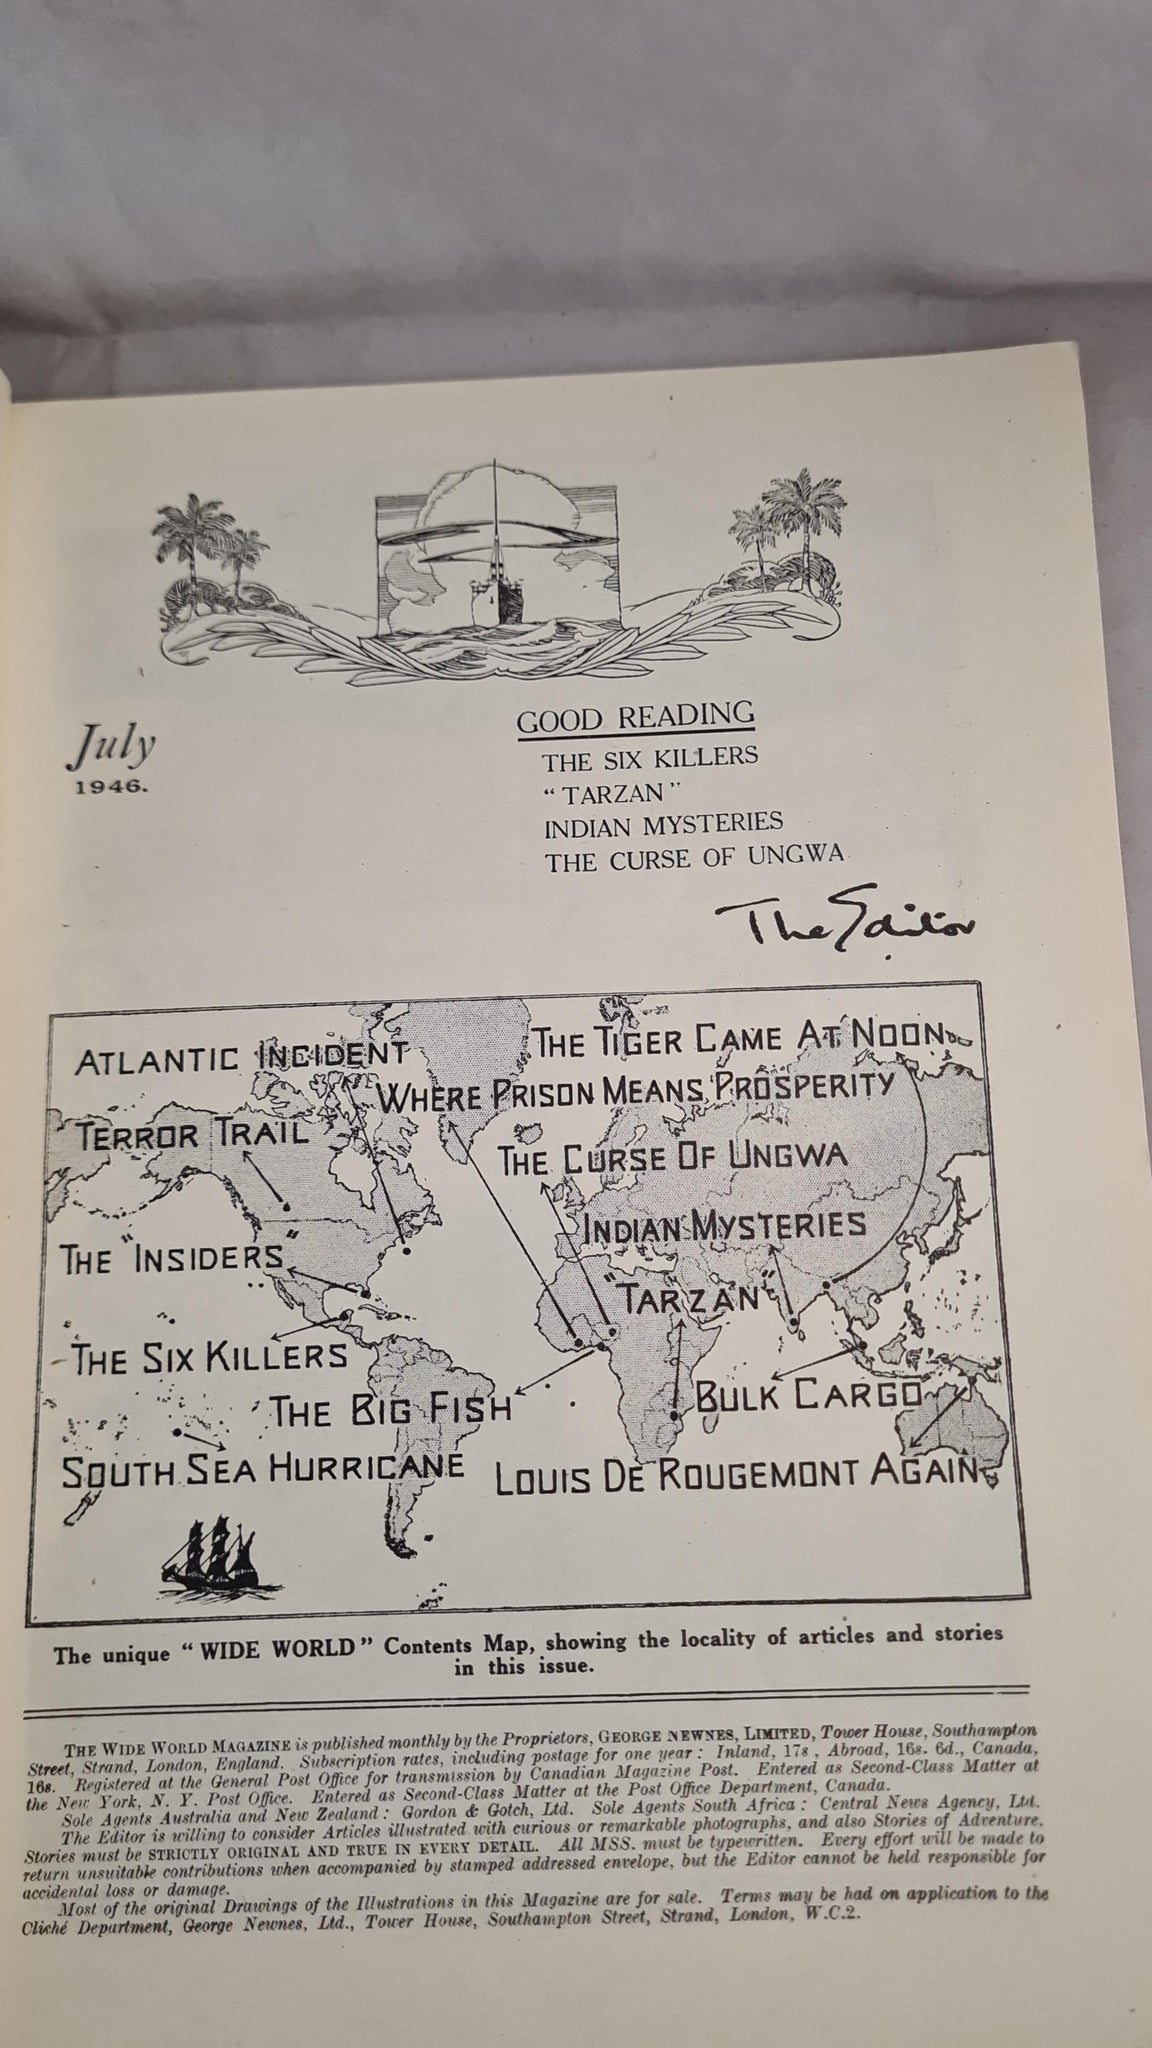 July
1946.
GOOD READING
THE SIX KILLERS
“TARZAN”
INDIAN MYSTERIES
THE CURSE OF UNGWA
The Editor
ATLANTIC INCIDENT
THE TIGER CAME AT NOON
WHERE PRISON MEANS PROSPERITY
TERROR TRAIL
THE CURSE OF UNGWA
INDIAN MYSTERIES
THE "INSIDERS"
"TARZAN"
THE SIX KILLERS
THE BIG FISH
BULK CARGO
SOUTH SEA HURRICANE
LOUIS DE ROUGEMONT AGAIN
The unique “WIDE WORLD” Contents Map, showing the locality of articles and stories
in this issue.
THE WIDE WORLD MAGAZINE is published monthly by the Proprietors, GEORGE NEWNES, LIMITED, Tower House, Southampton
Street, Strand, London, England. Subscription rates, including postage for one year: Inland, 17s, Abroad, 16s. 6d., Canada,
16s. Registered at the General Post Office for transmission by Canadian Magazine Post. Entered as Second-Class Matter at
the New York, N. Y. Post Office. Entered as Second-Class Matter at the Post Office Department, Canada.
Sole Agents Australia and New Zealand: Gordon & Gotch, Ltd. Sole Agents South Africa: Central News Agency, Ltd.
The Editor is willing to consider Articles illustrated with curious or remarkable photographs, and also Stories of Adventure.
Stories must be STRICTLY ORIGINAL AND TRUE IN EVERY DETAIL. All MSS. must be typewritten. Every effort will be made to
return unsuitable contributions when accompanied by stamped addressed envelope, but the Editor cannot be held responsible for
accidental loss or damage.
Most of the original Drawings of the Illustrations in this Magazine are for sale. Terms may be had on application to the
Cliché Department, George Newnes, Ltd., Tower House, Southampton Street, Strand, London, W.C.2.